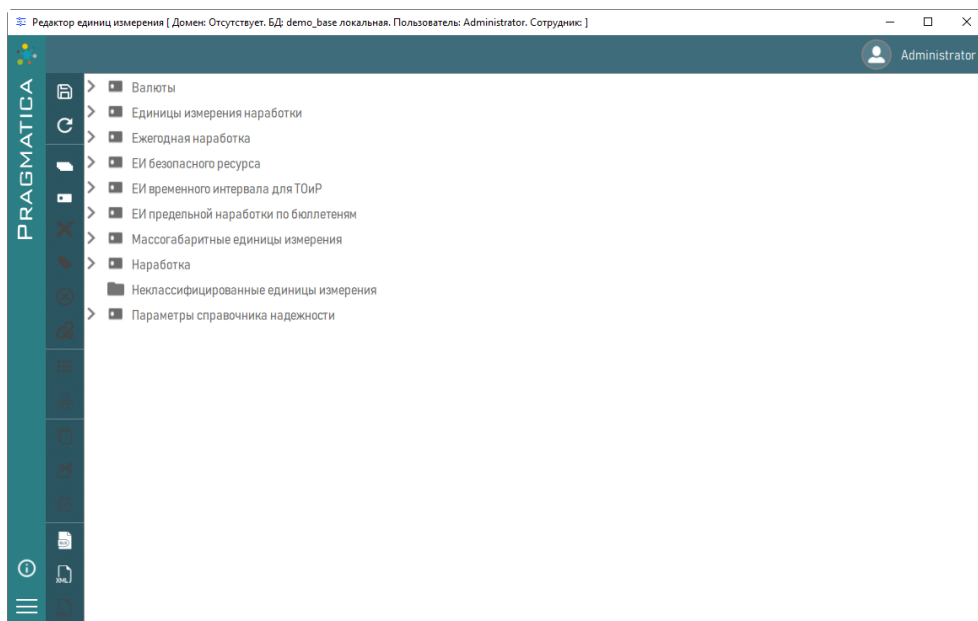 Редактор единиц измерения [ Домен: Отсутствует. БД: demo_base локальная. Пользователь: Administrator. Сотрудник: ]
Administrator
PRAGMATICA
Валюты
Единицы измерения наработки
Ежегодная наработка
ЕИ безопасного ресурса
ЕИ временного интервала для ТОиР
ЕИ предельной наработки по бюллетеням
Массогабаритные единицы измерения
Наработка
Неклассифицированные единицы измерения
Параметры справочника надежности
XML